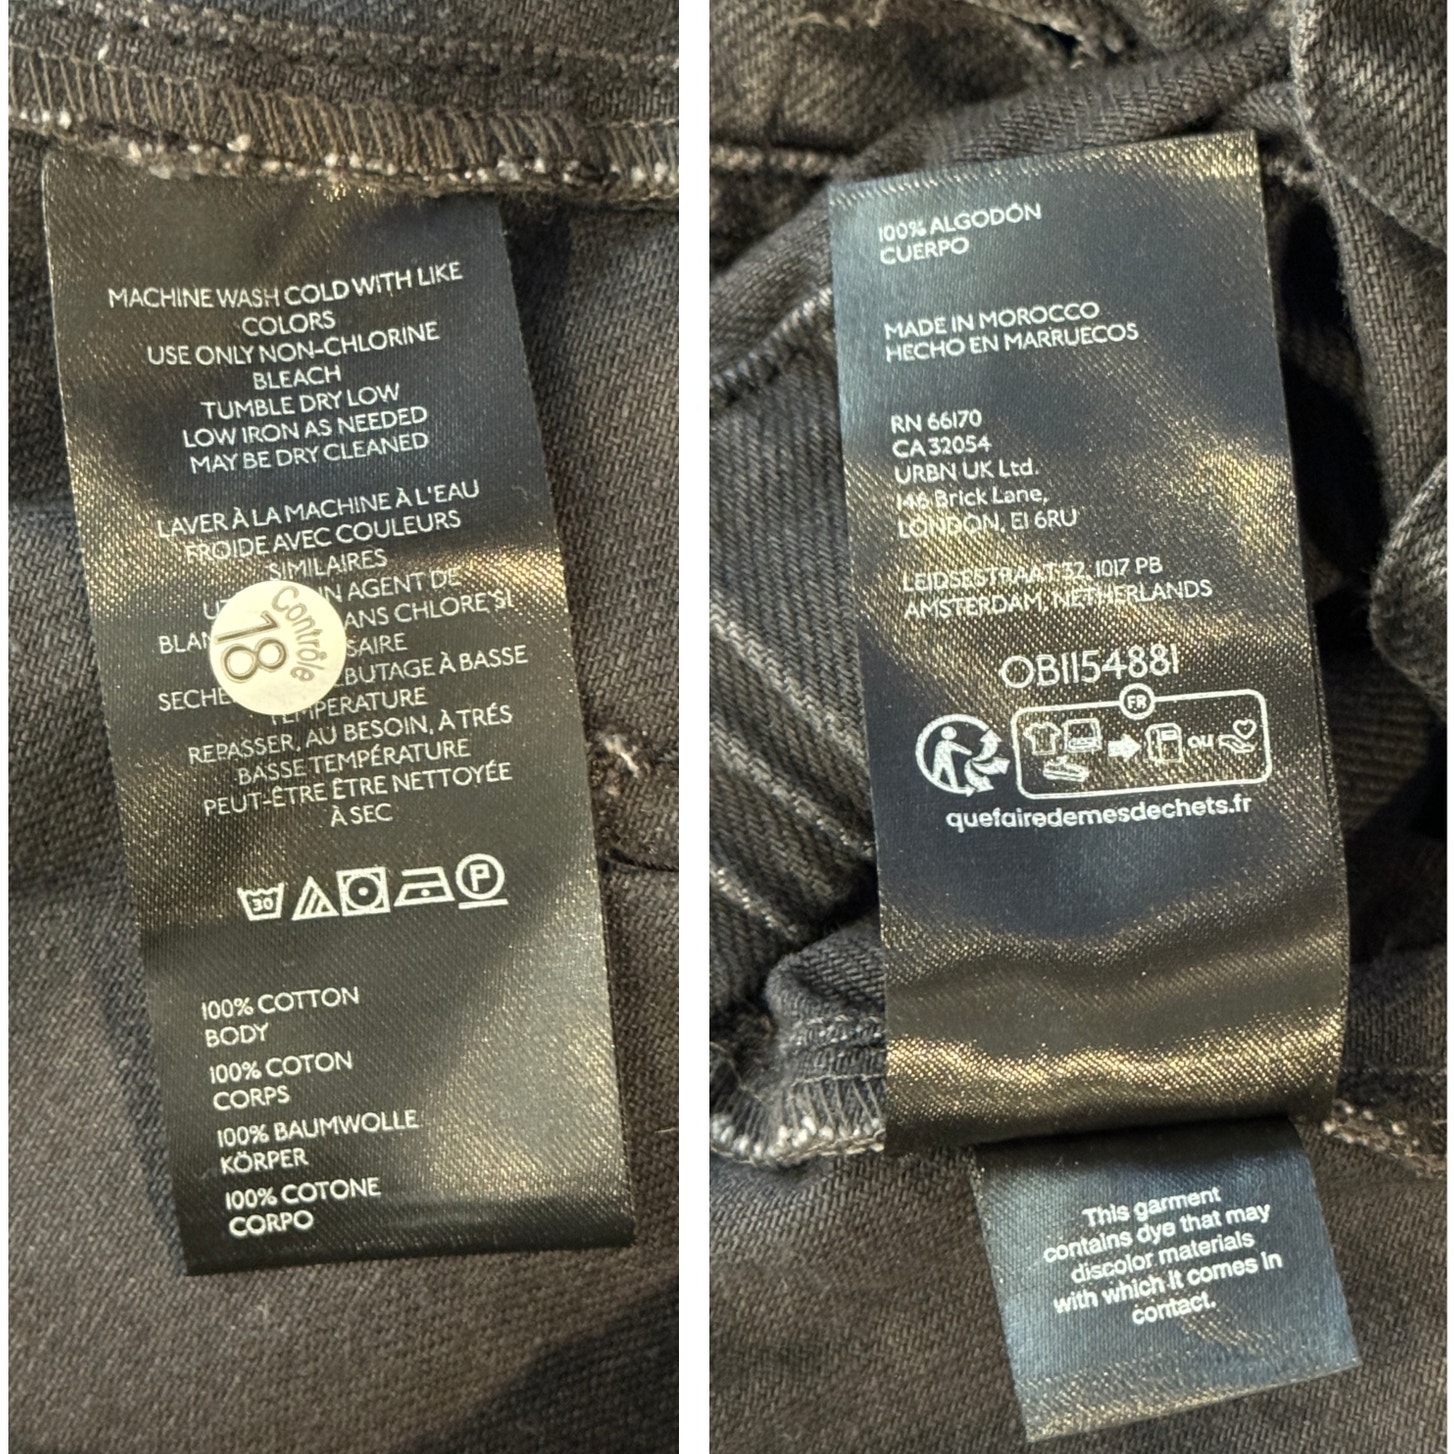 MACHINE WASH COLD WITH LIKE
COLORS
USE ONLY NON-CHLORINE
BLEACH
TUMBLE DRY LOW
LOW IRON AS NEEDED
MAY BE DRY CLEANED
LAVER À LA MACHINE À L'EAU
FROIDE AVEC COULEURS
SIMILAIRES
AGENT DE
CHLORE SI
BASSE
TEMPÉRATURE
REPASSER, AU BESOIN, À TRÉS
BASSE TEMPÉRATURE
PEUT-ÊTRE ÊTRE NETTOYÉE
À SEC
Contrôle
18
30
P
100% COTTON
BODY
100% COTON
CORPS
100% BAUMWOLLE
KÖRPER
100% COTONE
CORPO
100% ALGODÓN
CUERPO
MADE IN MOROCCO
HECHO EN MARRUECOS
RN 66170
CA 32054
URBN UK Ltd.
146 Brick Lane,
LONDON, E1 6RU
LEIDSESTRAAT 32, 1017 PB
AMSTERDAM, NETHERLANDS
OB1154881
FR
OU
quefairedemesdechets.fr
This garment
contains dye that may
discolor materials
with which it comes in
contact.